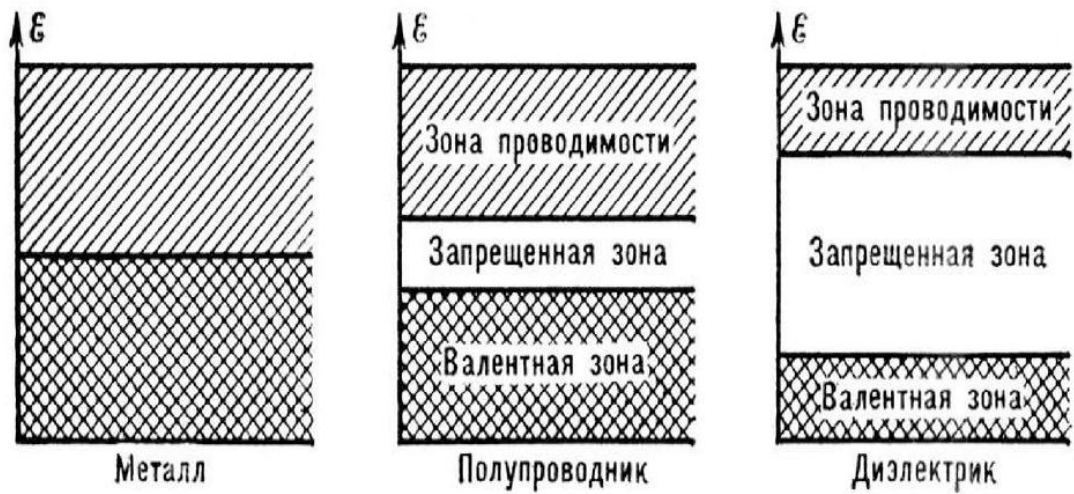 ℰ
ℰ
ℰ
Зона проводимости
Запрещенная зона
Валентная зона
Зона проводимости
Запрещенная зона
Валентная зона
Металл
Полупроводник
Диэлектрик